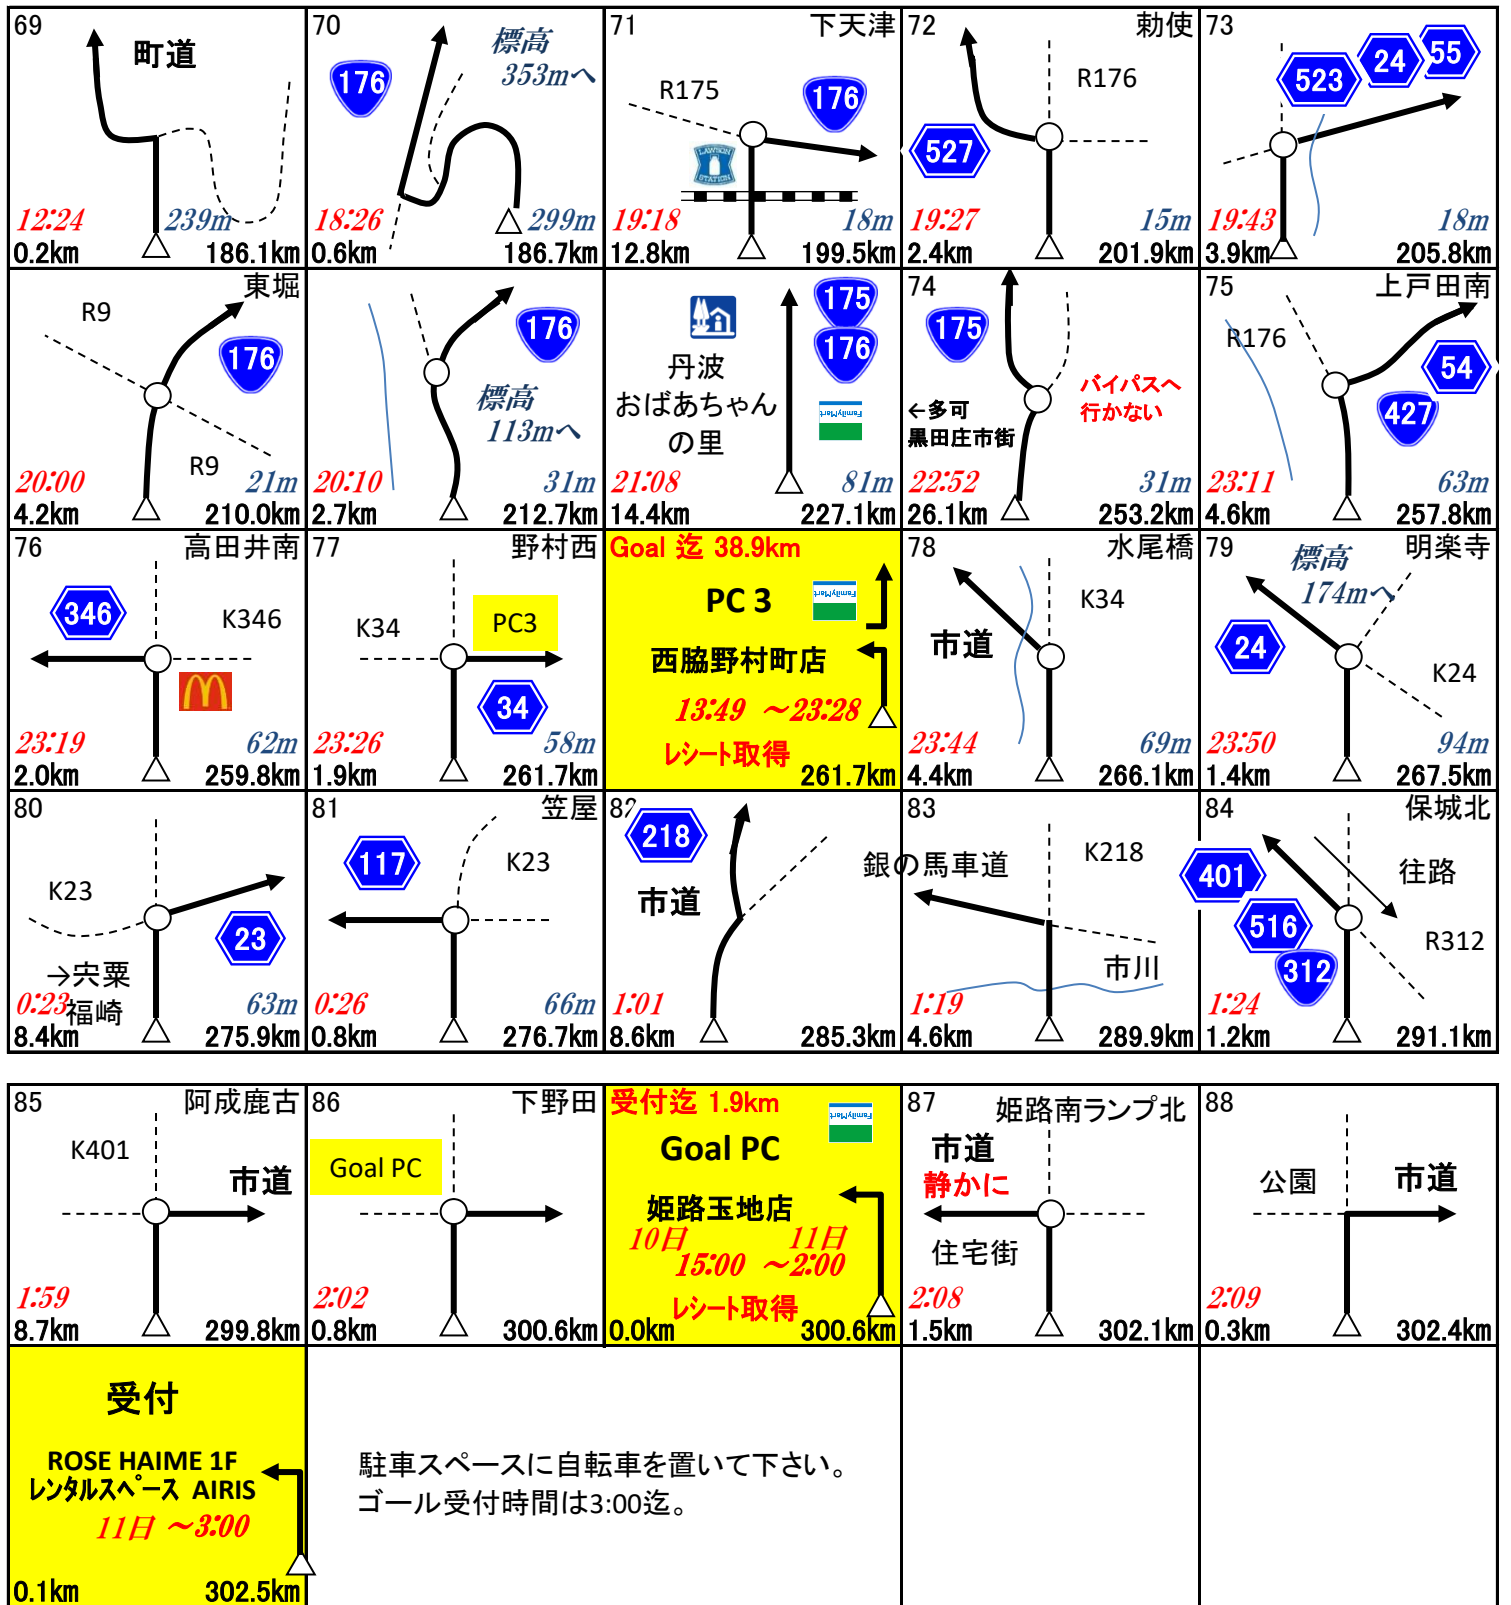 69
町道
12:24
239m
0.2km
186.1km
70
標高
353mへ
176
18:26
299m
0.6km
186.7km
71
下天津
R175
176
LAWSON
STATION
19:18
18m
12.8km
199.5km
72
勅使
R176
527
19:27
15m
2.4km
201.9km
73
523
24
55
19:43
18m
3.9km
205.8km
東堀
R9
176
R9
20:00
21m
4.2km
210.0km
176
標高
113mへ
20:10
31m
2.7km
212.7km
175
176
丹波
おばあちゃん
の里
FamilyMart
21:08
81m
14.4km
227.1km
74
175
バイパスへ
行かない
←多可
黒田庄市街
22:52
31m
26.1km
253.2km
75
上戸田南
R176
54
427
23:11
63m
4.6km
257.8km
76
高田井南
346
K346
23:19
62m
2.0km
259.8km
77
野村西
K34
PC3
34
23:26
58m
1.9km
261.7km
Goal 迄 38.9km
PC 3
FamilyMart
西脇野村町店
13:49 ～23:28
レシート取得
261.7km
78
水尾橋
K34
市道
23:44
69m
4.4km
266.1km
79
明楽寺
標高
174mへ
24
K24
23:50
94m
1.4km
267.5km
80
K23
23
→宍粟
福崎
0:23
63m
8.4km
275.9km
81
笠屋
117
K23
0:26
66m
0.8km
276.7km
82
218
市道
1:01
8.6km
285.3km
83
K218
銀の馬車道
市川
1:19
4.6km
289.9km
84
保城北
401
往路
516
R312
312
1:24
1.2km
291.1km
85
阿成鹿古
K401
市道
1:59
8.7km
299.8km
86
下野田
Goal PC
2:02
0.8km
300.6km
受付迄 1.9km
FamilyMart
Goal PC
姫路玉地店
10日
11日
15:00 ～2:00
レシート取得
0.0km
300.6km
87
姫路南ランプ北
市道
静かに
住宅街
2:08
1.5km
302.1km
88
公園
市道
2:09
0.3km
302.4km
受付
ROSE HAIME 1F
レンタルスペース AIRIS
11日 ～3:00
0.1km
302.5km
駐車スペースに自転車を置いて下さい。
ゴール受付時間は3:00迄。